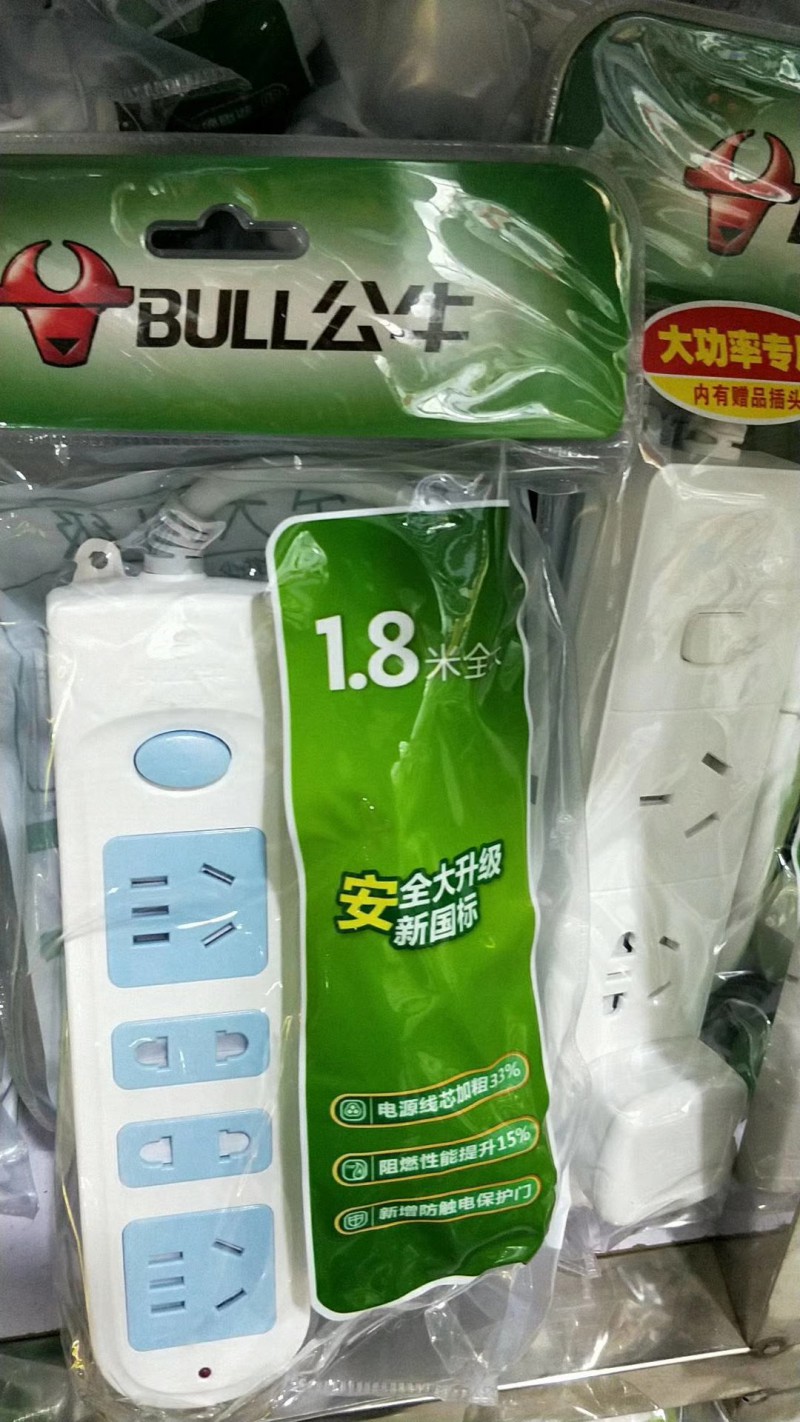 BULL公牛
大功率专
内有赠品插头
1.8米全
安全大升级
新国标
电源线芯加粗33%
阻燃性能提升15%
新增防触电保护门